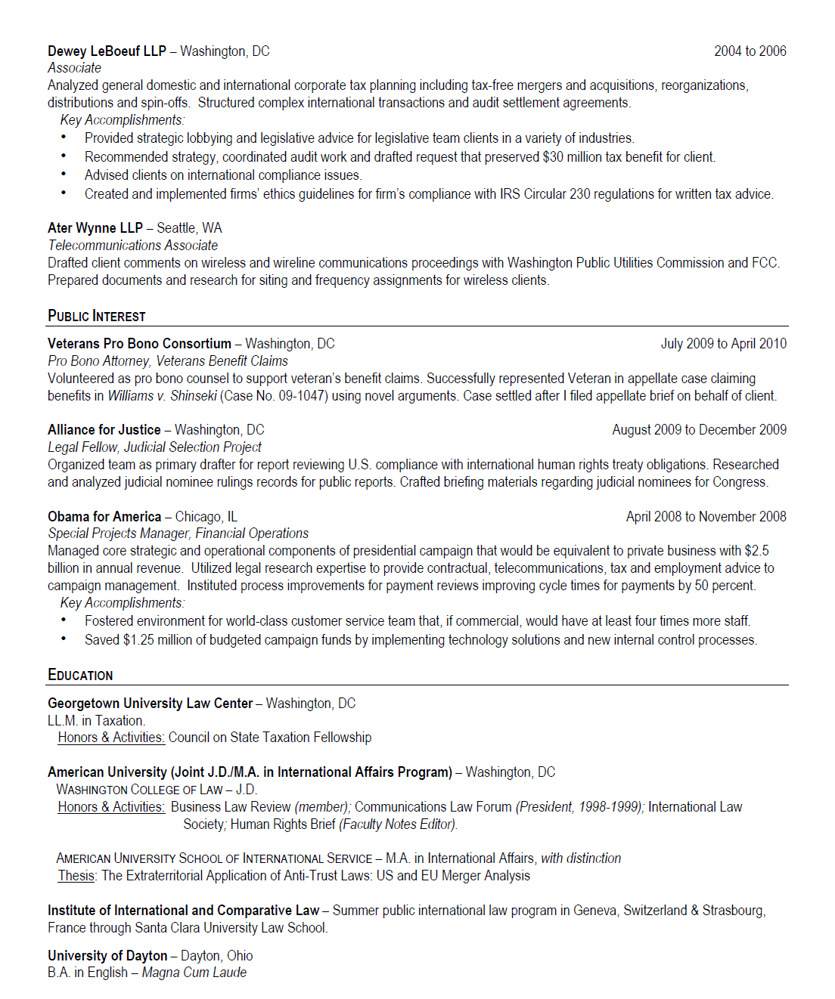 Dewey LeBoeuf LLP – Washington, DC 2004 to 2006
Associate
Analyzed general domestic and international corporate tax planning including tax-free mergers and acquisitions, reorganizations,
distributions and spin-offs.  Structured complex international transactions and audit settlement agreements.
Key Accomplishments:
• Provided strategic lobbying and legislative advice for legislative team clients in a variety of industries.
• Recommended strategy, coordinated audit work and drafted request that preserved $30 million tax benefit for client.
• Advised clients on international compliance issues.
• Created and implemented firms’ ethics guidelines for firm’s compliance with IRS Circular 230 regulations for written tax advice.
Ater Wynne LLP – Seattle, WA
Telecommunications Associate
Drafted client comments on wireless and wireline communications proceedings with Washington Public Utilities Commission and FCC.
Prepared documents and research for siting and frequency assignments for wireless clients.
PUBLIC INTEREST
Veterans Pro Bono Consortium – Washington, DC July 2009 to April 2010
Pro Bono Attorney, Veterans Benefit Claims
Volunteered as pro bono counsel to support veteran’s benefit claims. Successfully represented Veteran in appellate case claiming
benefits in Williams v. Shinseki (Case No. 09-1047) using novel arguments. Case settled after I filed appellate brief on behalf of client.
Alliance for Justice – Washington, DC August 2009 to December 2009
Legal Fellow, Judicial Selection Project
Organized team as primary drafter for report reviewing U.S. compliance with international human rights treaty obligations. Researched
and analyzed judicial nominee rulings records for public reports. Crafted briefing materials regarding judicial nominees for Congress.
Obama for America – Chicago, IL April 2008 to November 2008
Special Projects Manager, Financial Operations
Managed core strategic and operational components of presidential campaign that would be equivalent to private business with $2.5
billion in annual revenue.  Utilized legal research expertise to provide contractual, telecommunications, tax and employment advice to
campaign management.  Instituted process improvements for payment reviews improving cycle times for payments by 50 percent.
Key Accomplishments:
• Fostered environment for world-class customer service team that, if commercial, would have at least four times more staff.
• Saved $1.25 million of budgeted campaign funds by implementing technology solutions and new internal control processes.
EDUCATION
Georgetown University Law Center – Washington, DC
LL.M. in Taxation.
Honors & Activities: Council on State Taxation Fellowship
American University (Joint J.D./M.A. in International Affairs Program) – Washington, DC
WASHINGTON COLLEGE OF LAW – J.D.
Honors & Activities:  Business Law Review (member); Communications Law Forum (President, 1998-1999); International Law
Society; Human Rights Brief (Faculty Notes Editor).
AMERICAN UNIVERSITY SCHOOL OF INTERNATIONAL SERVICE – M.A. in International Affairs, with distinction
Thesis: The Extraterritorial Application of Anti-Trust Laws: US and EU Merger Analysis
Institute of International and Comparative Law – Summer public international law program in Geneva, Switzerland & Strasbourg,
France through Santa Clara University Law School.
University of Dayton – Dayton, Ohio
B.A. in English – Magna Cum Laude